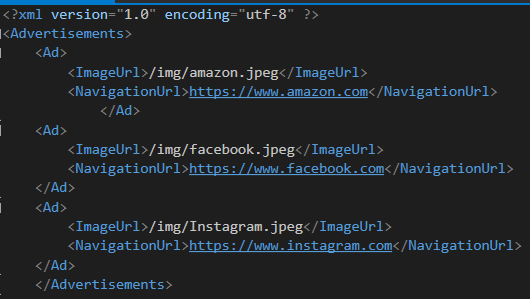 <?xml version="1.0" encoding="utf-8" ?>
<Advertisements>
<Ad>
<ImageUrl>/img/amazon.jpeg</ImageUrl>
<NavigationUrl>https://www.amazon.com</NavigationUrl>
</Ad>
<Ad>
<ImageUrl>/img/facebook.jpeg</ImageUrl>
<NavigationUrl>https://www.facebook.com</NavigationUrl>
</Ad>
<Ad>
<ImageUrl>/img/Instagram.jpeg</ImageUrl>
<NavigationUrl>https://www.instagram.com</NavigationUrl>
</Ad>
</Advertisements>